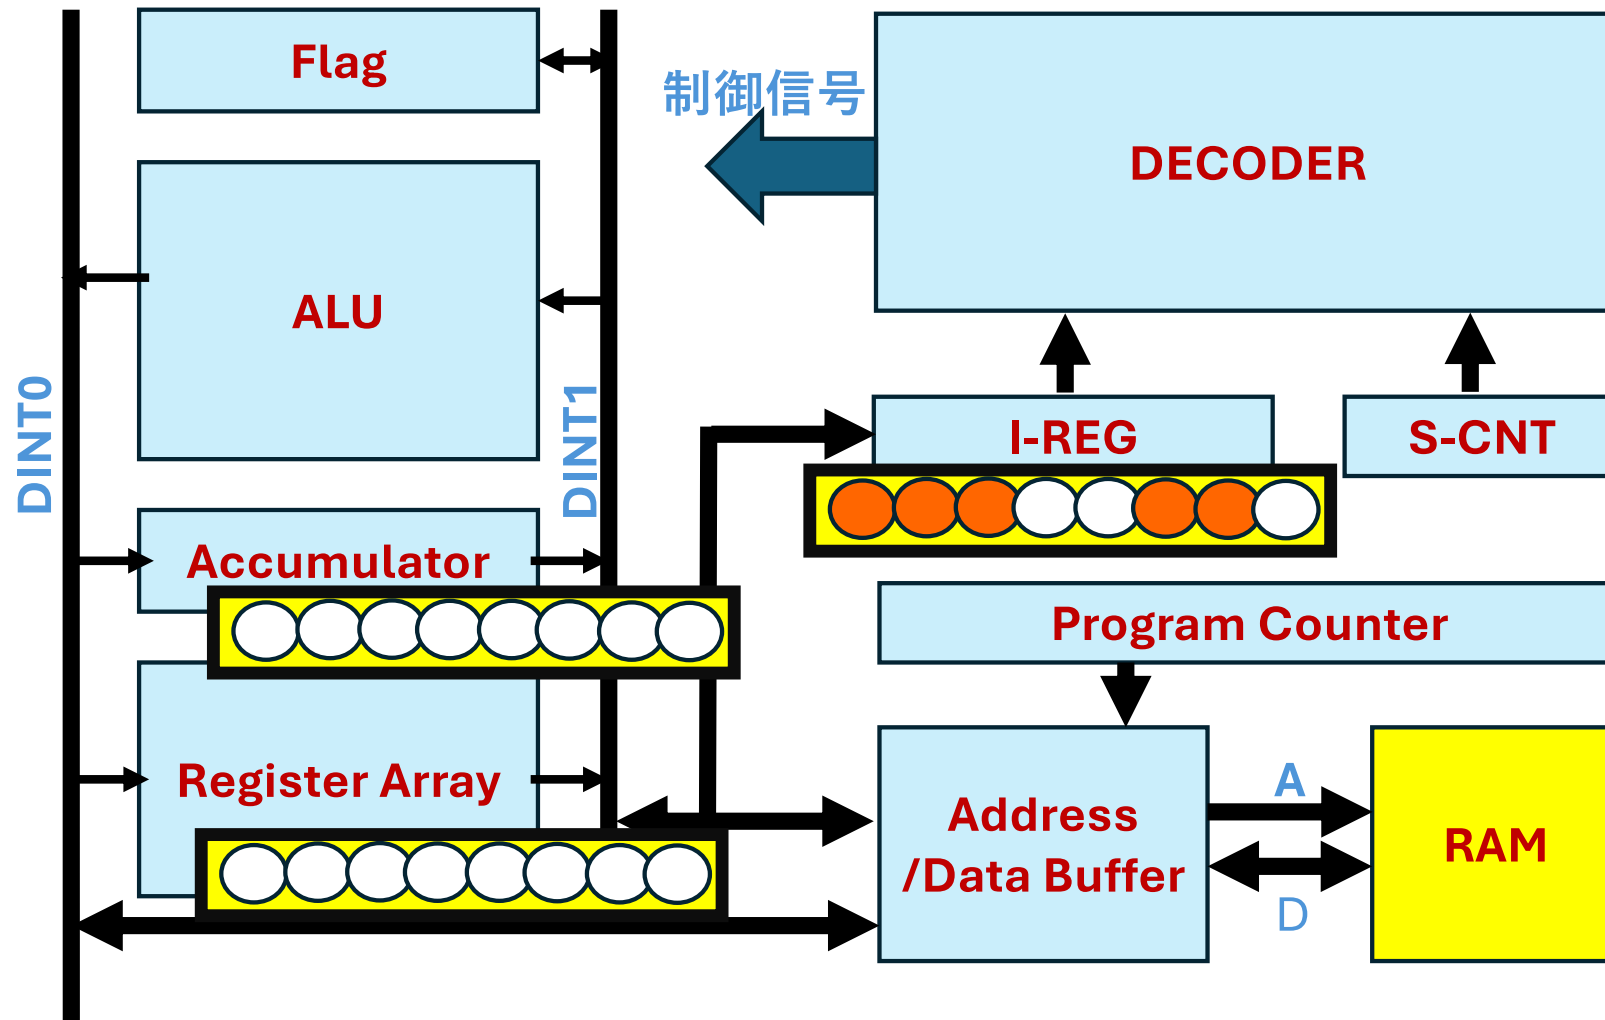 Flag
制御信号
DECODER
ALU
DINT0
DINT1
I-REG
S-CNT
Accumulator
Program Counter
Register Array
Address
/Data Buffer
A
D
RAM